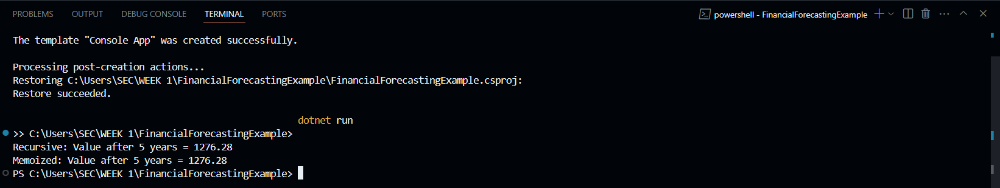 PROBLEMS OUTPUT DEBUG CONSOLE TERMINAL PORTS powershell - FinancialForecastingExample
The template "Console App" was created successfully.
Processing post-creation actions...
Restoring C:\Users\SEC\WEEK 1\FinancialForecastingExample\FinancialForecastingExample.csproj:
Restore succeeded.
dotnet run
>> C:\Users\SEC\WEEK 1\FinancialForecastingExample>
Recursive: Value after 5 years = 1276.28
Memoized: Value after 5 years = 1276.28
PS C:\Users\SEC\WEEK 1\FinancialForecastingExample>